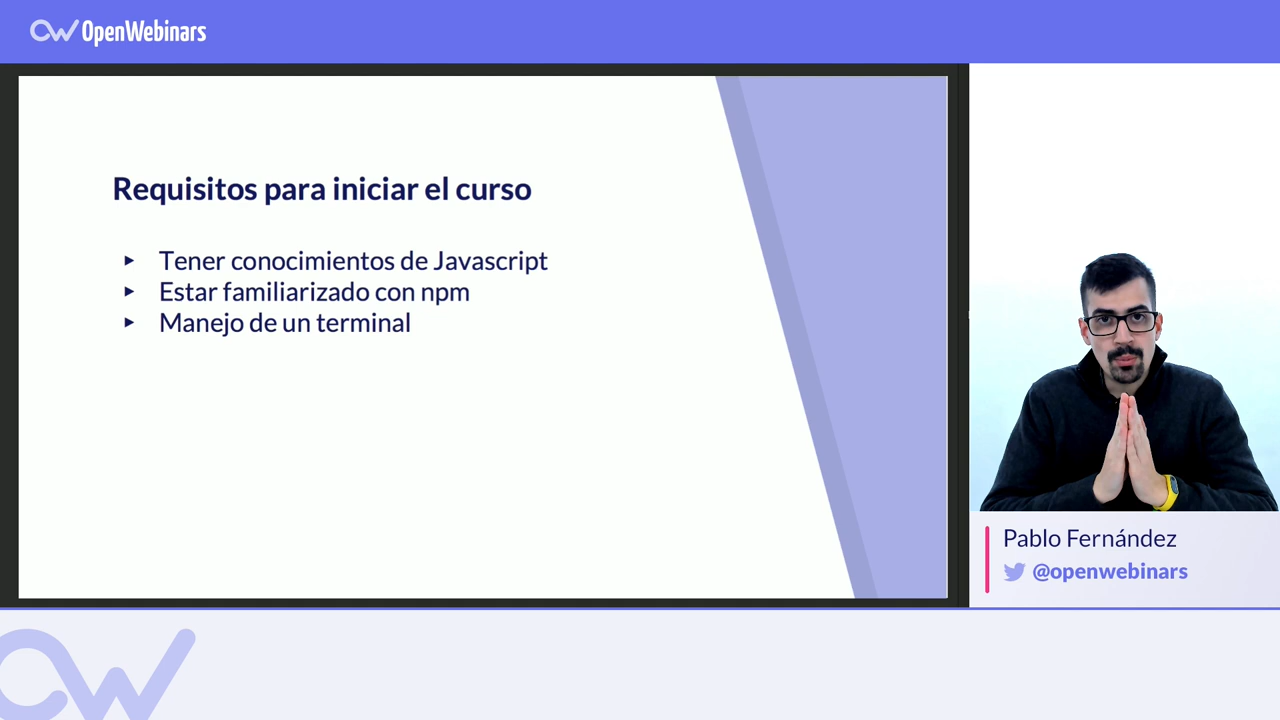 OpenWebinars
Requisitos para iniciar el curso
▸ Tener conocimientos de Javascript
▸ Estar familiarizado con npm
▸ Manejo de un terminal
Pablo Fernández
@openwebinars